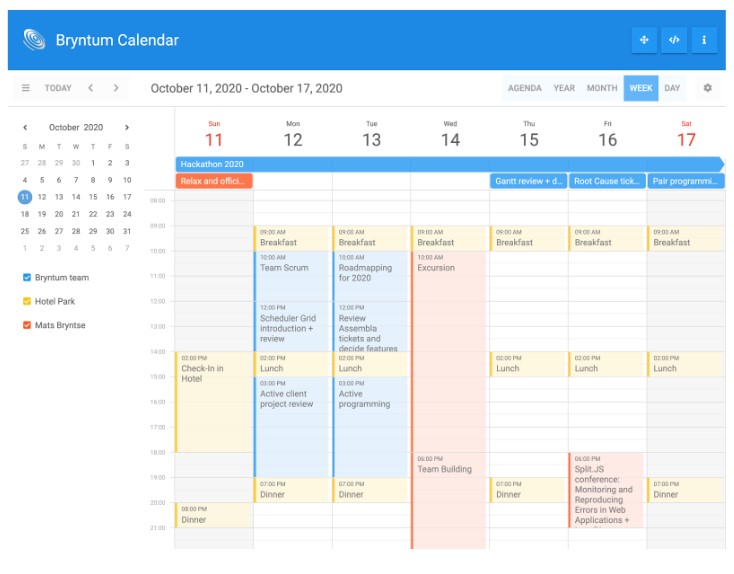 Bryntum Calendar
TODAY
October 11, 2020 - October 17, 2020
AGENDA YEAR MONTH WEEK DAY
October 2020
S M T W T F S
27 28 29 30 1 2 3
4 5 6 7 8 9 10
11 12 13 14 15 16 17
18 19 20 21 22 23 24
25 26 27 28 29 30 31
1 2 3 4 5 6 7
Bryntum team
Hotel Park
Mats Bryntse
Sun Mon Tue Wed Thu Fri Sat
11 12 13 14 15 16 17
Hackathon 2020
Relax and offici...
Gantt review + d...
Root Cause tick...
Pair programmi...
08:00
09:00
10:00
11:00
12:00
13:00
14:00
15:00
16:00
17:00
18:00
19:00
20:00
21:00
02:00 PM
Check-In in
Hotel
08:00 PM
Dinner
09:00 AM
Breakfast
10:00 AM
Team Scrum
12:00 PM
Scheduler Grid
introduction +
review
02:00 PM
Lunch
03:00 PM
Active client
project review
07:00 PM
Dinner
09:00 AM
Breakfast
10:00 AM
Roadmapping
for 2020
12:00 PM
Review
Assembla
tickets and
decide features
02:00 PM
Lunch
03:00 PM
Active
programming
07:00 PM
Dinner
09:00 AM
Breakfast
10:00 AM
Excursion
06:00 PM
Team Building
09:00 AM
Breakfast
02:00 PM
Lunch
07:00 PM
Dinner
09:00 AM
Breakfast
02:00 PM
Lunch
06:00 PM
Split.JS
conference:
Monitoring and
Reproducing
Errors in Web
Applications +
09:00 AM
Breakfast
02:00 PM
Lunch
07:00 PM
Dinner